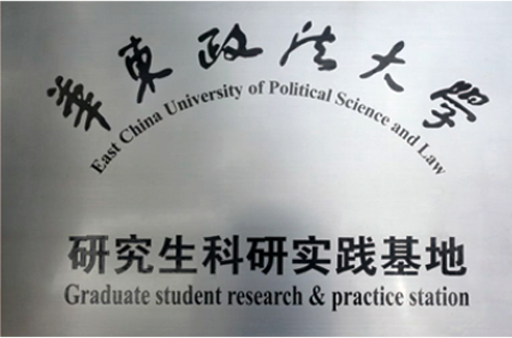 華東政法大學
East China University of Political Science and Law
研究生科研实践基地
Graduate student research & practice station